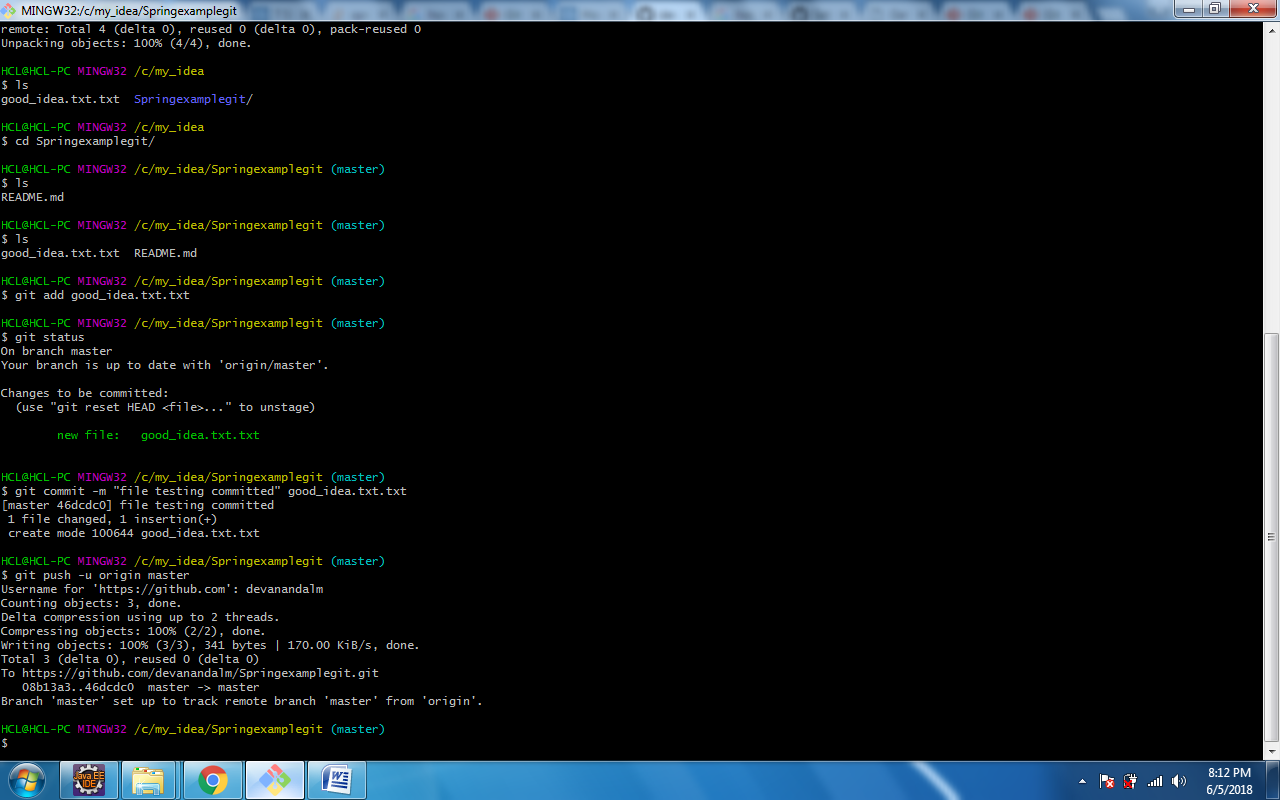 MINGW32:/c/my_idea/Springexamplegit
remote: Total 4 (delta 0), reused 0 (delta 0), pack-reused 0
Unpacking objects: 100% (4/4), done.
HCL@HCL-PC MINGW32 /c/my_idea
$ ls
good_idea.txt.txt  Springexamplegit/
HCL@HCL-PC MINGW32 /c/my_idea
$ cd Springexamplegit/
HCL@HCL-PC MINGW32 /c/my_idea/Springexamplegit (master)
$ ls
README.md
HCL@HCL-PC MINGW32 /c/my_idea/Springexamplegit (master)
$ ls
good_idea.txt.txt  README.md
HCL@HCL-PC MINGW32 /c/my_idea/Springexamplegit (master)
$ git add good_idea.txt.txt
HCL@HCL-PC MINGW32 /c/my_idea/Springexamplegit (master)
$ git status
On branch master
Your branch is up to date with 'origin/master'.
Changes to be committed:
  (use "git reset HEAD <file>..." to unstage)
        new file:   good_idea.txt.txt
HCL@HCL-PC MINGW32 /c/my_idea/Springexamplegit (master)
$ git commit -m "file testing committed" good_idea.txt.txt
[master 46dcdc0] file testing committed
 1 file changed, 1 insertion(+)
 create mode 100644 good_idea.txt.txt
HCL@HCL-PC MINGW32 /c/my_idea/Springexamplegit (master)
$ git push -u origin master
Username for 'https://github.com': devanandalm
Counting objects: 3, done.
Delta compression using up to 2 threads.
Compressing objects: 100% (2/2), done.
Writing objects: 100% (3/3), 341 bytes | 170.00 KiB/s, done.
Total 3 (delta 0), reused 0 (delta 0)
To https://github.com/devanandalm/Springexamplegit.git
   08b13a3..46dcdc0  master -> master
Branch 'master' set up to track remote branch 'master' from 'origin'.
HCL@HCL-PC MINGW32 /c/my_idea/Springexamplegit (master)
$
Java EE
IDE
W
8:12 PM
6/5/2018